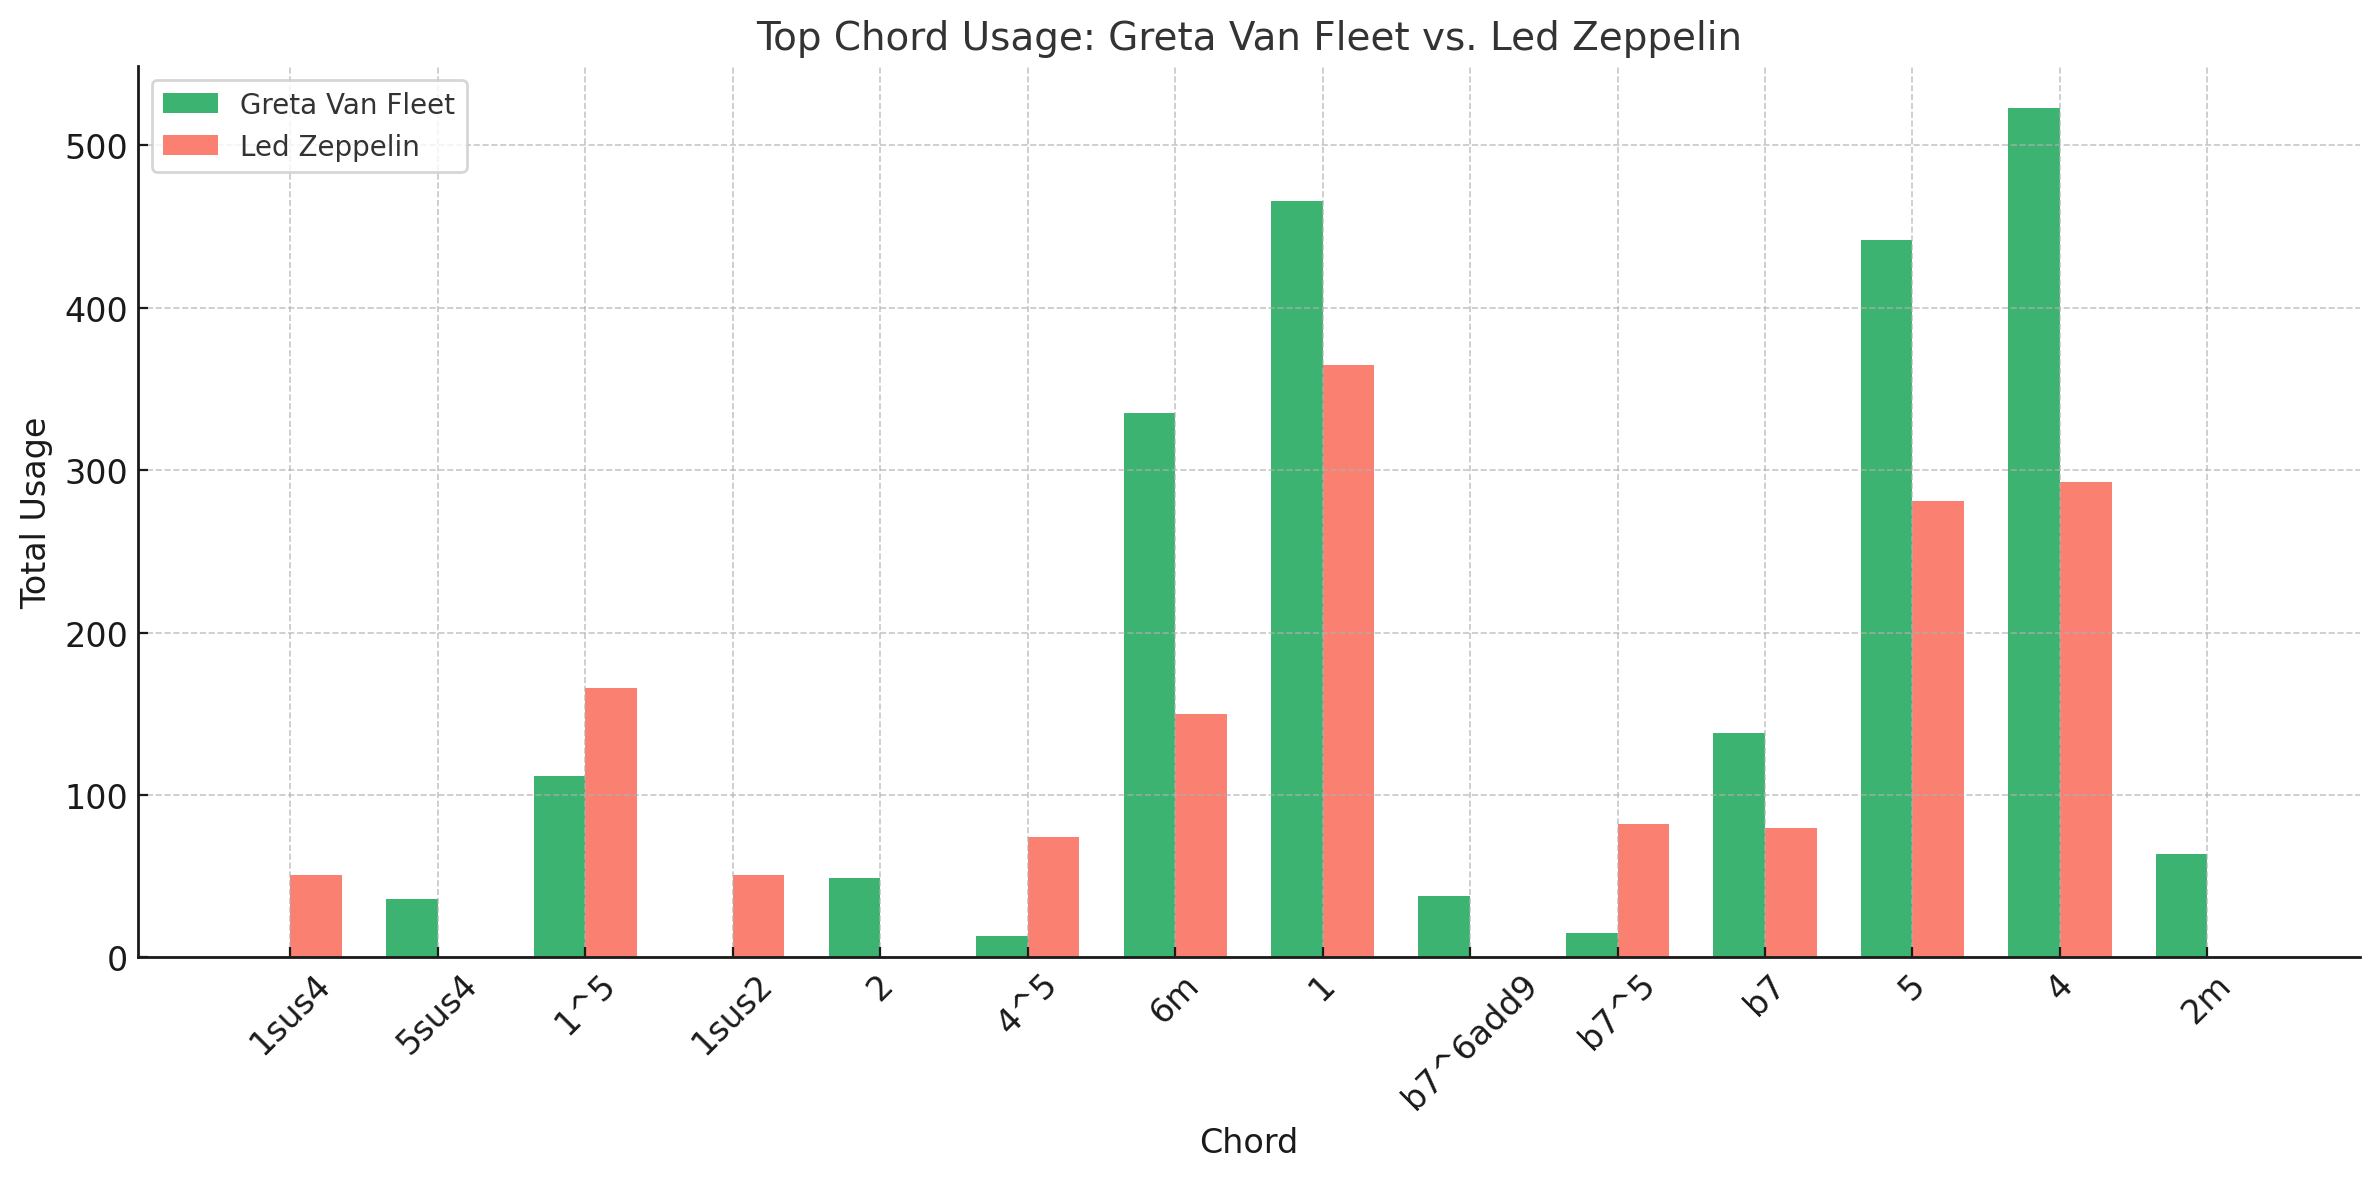 Top Chord Usage: Greta Van Fleet vs. Led Zeppelin
Greta Van Fleet
Led Zeppelin
Total Usage
500
400
300
200
100
0
1sus4
5sus4
1^5
1sus2
2
4^5
6m
1
b7^6add9
b7^5
b7
5
4
2m
Chord